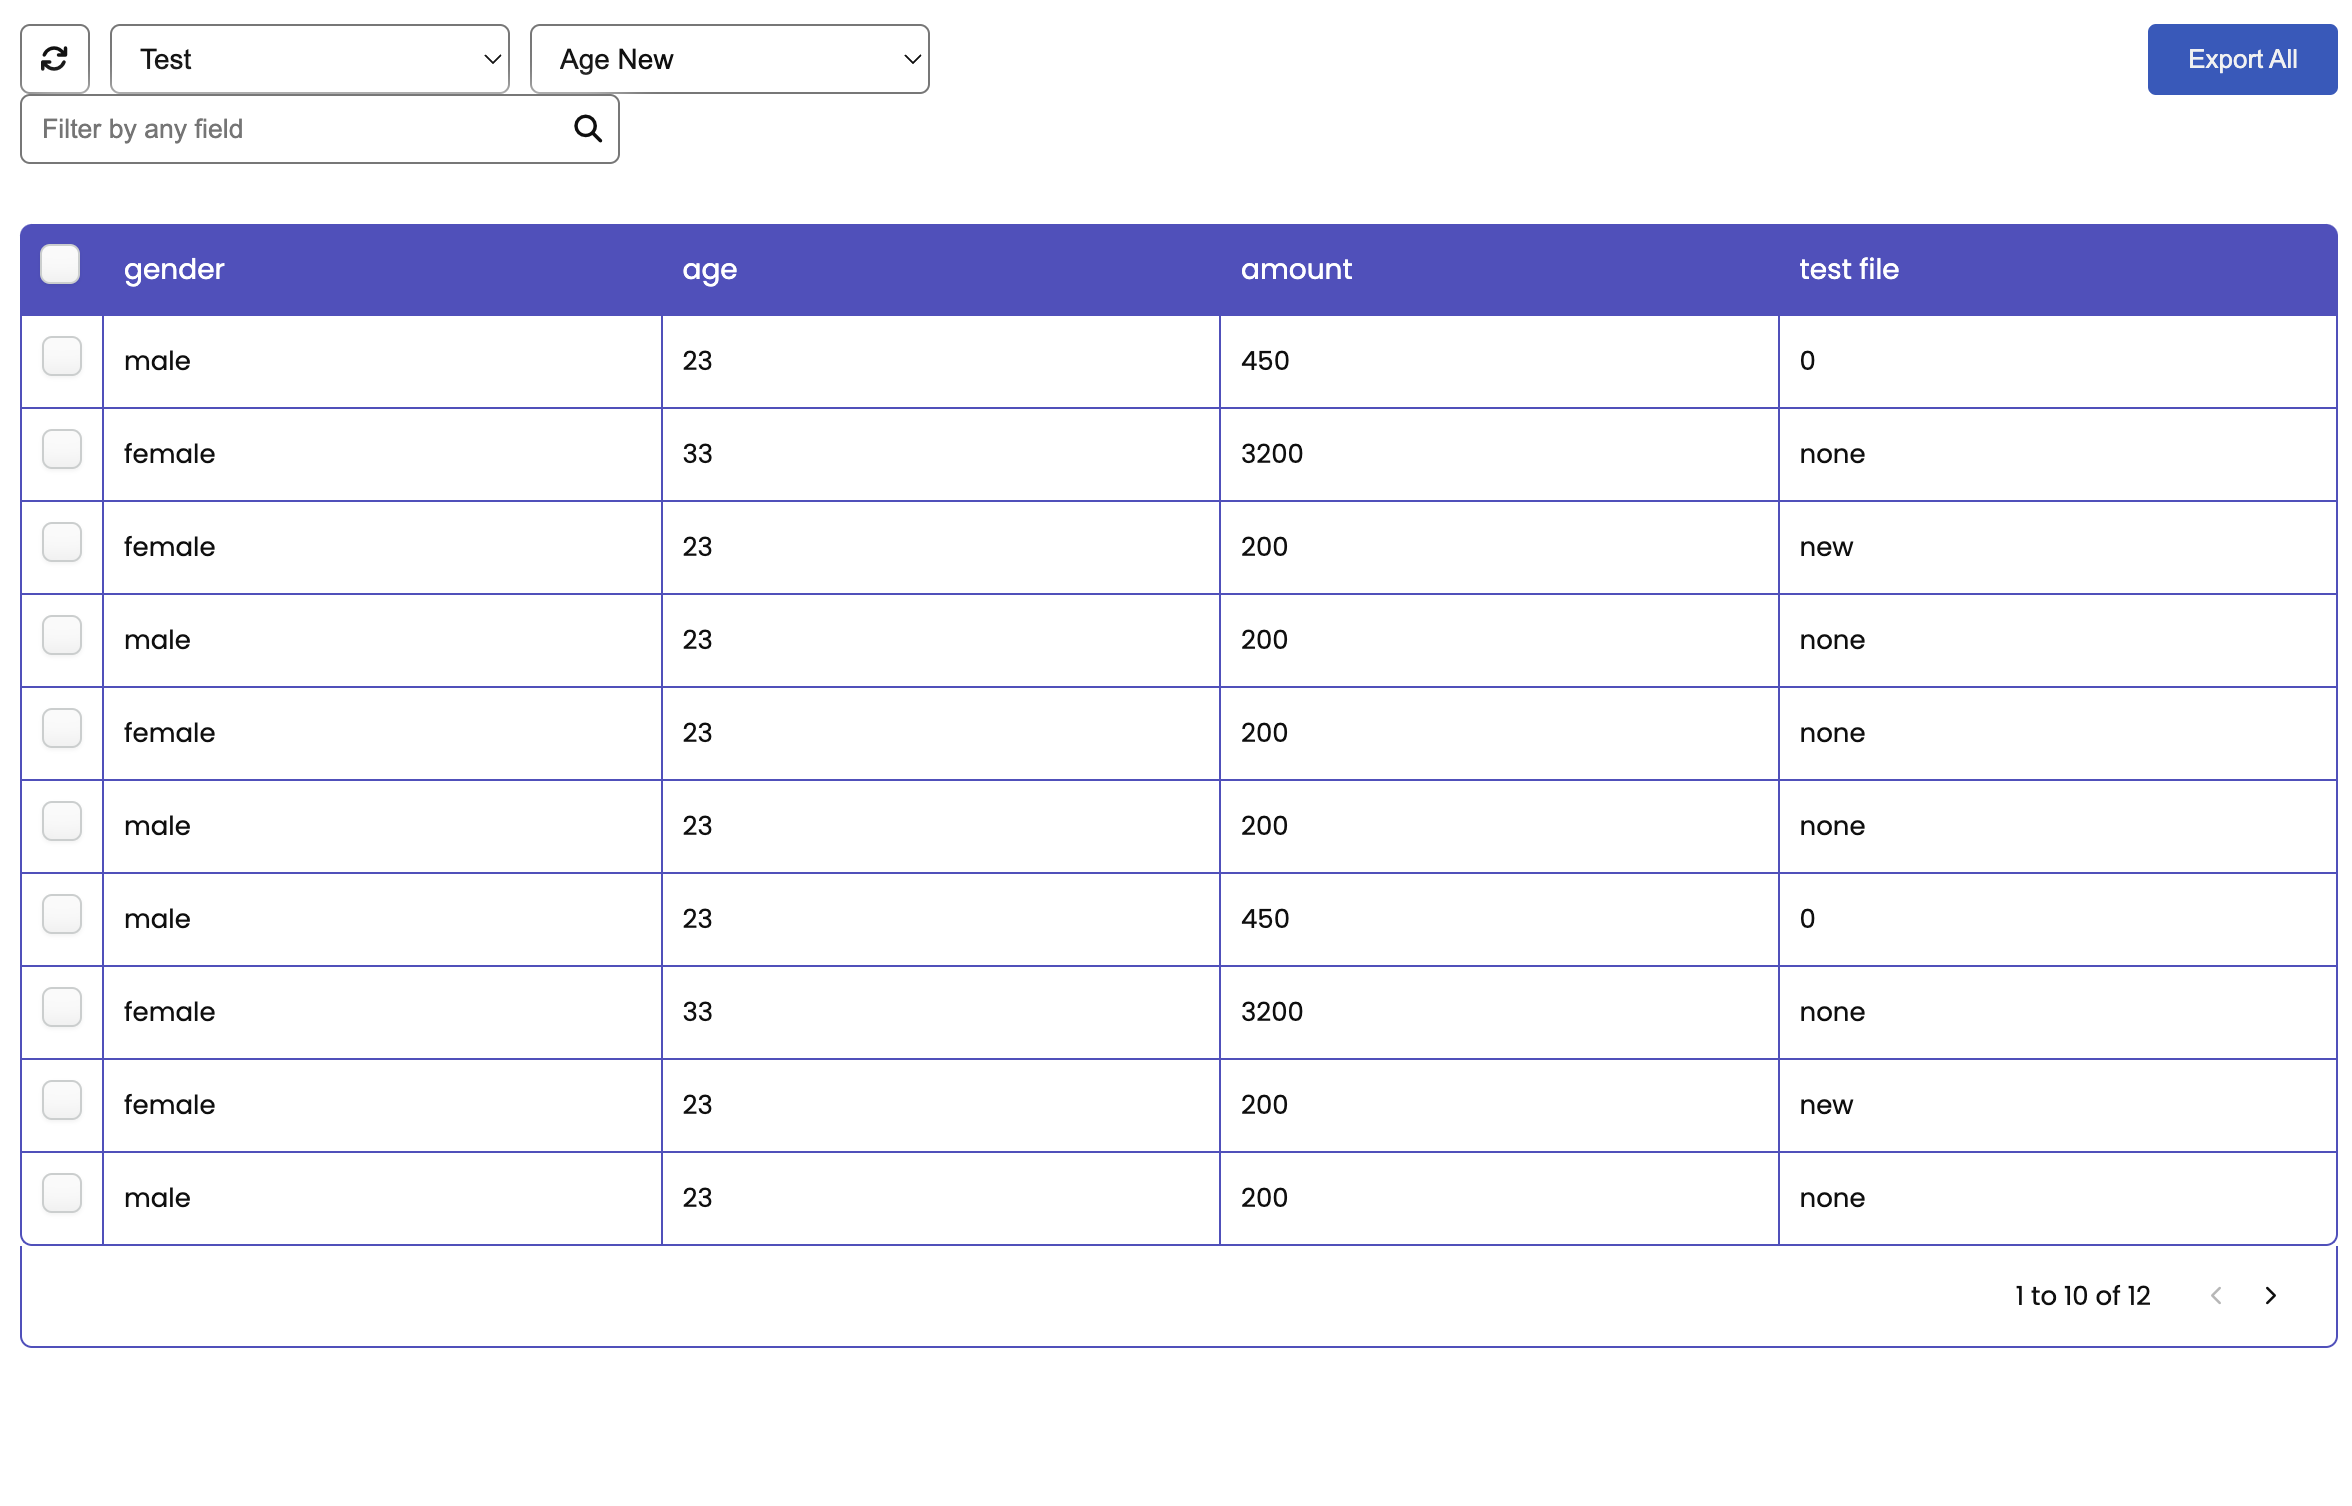 Test Age New Export All
Filter by any field
gender age amount test file
male 23 450 0
female 33 3200 none
female 23 200 new
male 23 200 none
female 23 200 none
male 23 200 none
male 23 450 0
female 33 3200 none
female 23 200 new
male 23 200 none
1 to 10 of 12